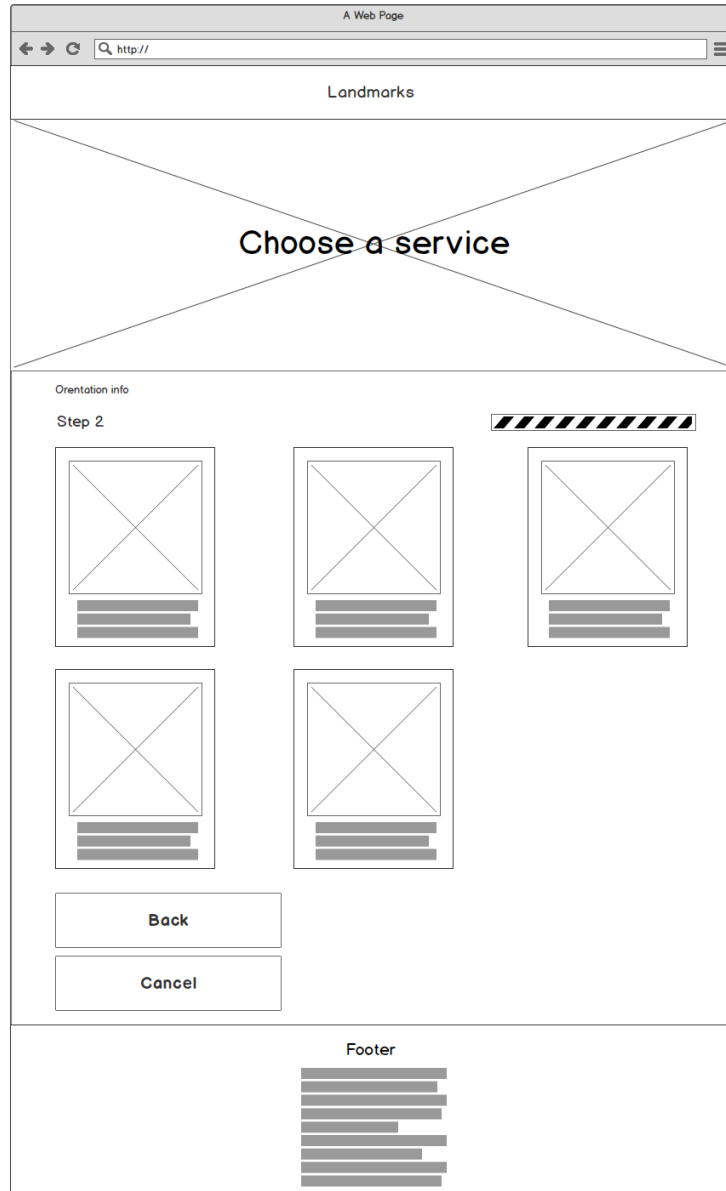 A Web Page
http://
Landmarks
Choose a service
Orentation info
Step 2
Back
Cancel
Footer